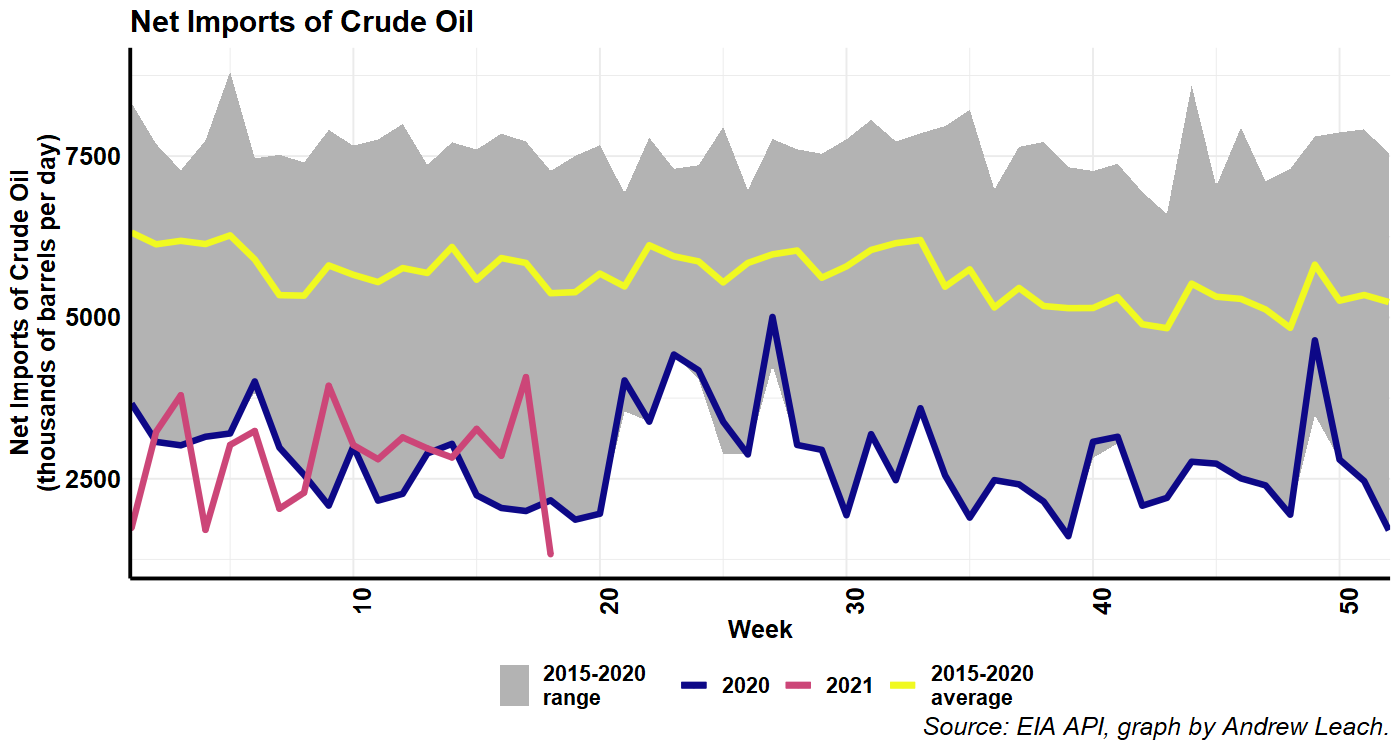 Net Imports of Crude Oil
Net Imports of Crude Oil
(thousands of barrels per day)
7500
5000
2500
10
20
30
40
50
Week
2015-2020
range
2020
2021
2015-2020
average
Source: EIA API, graph by Andrew Leach.